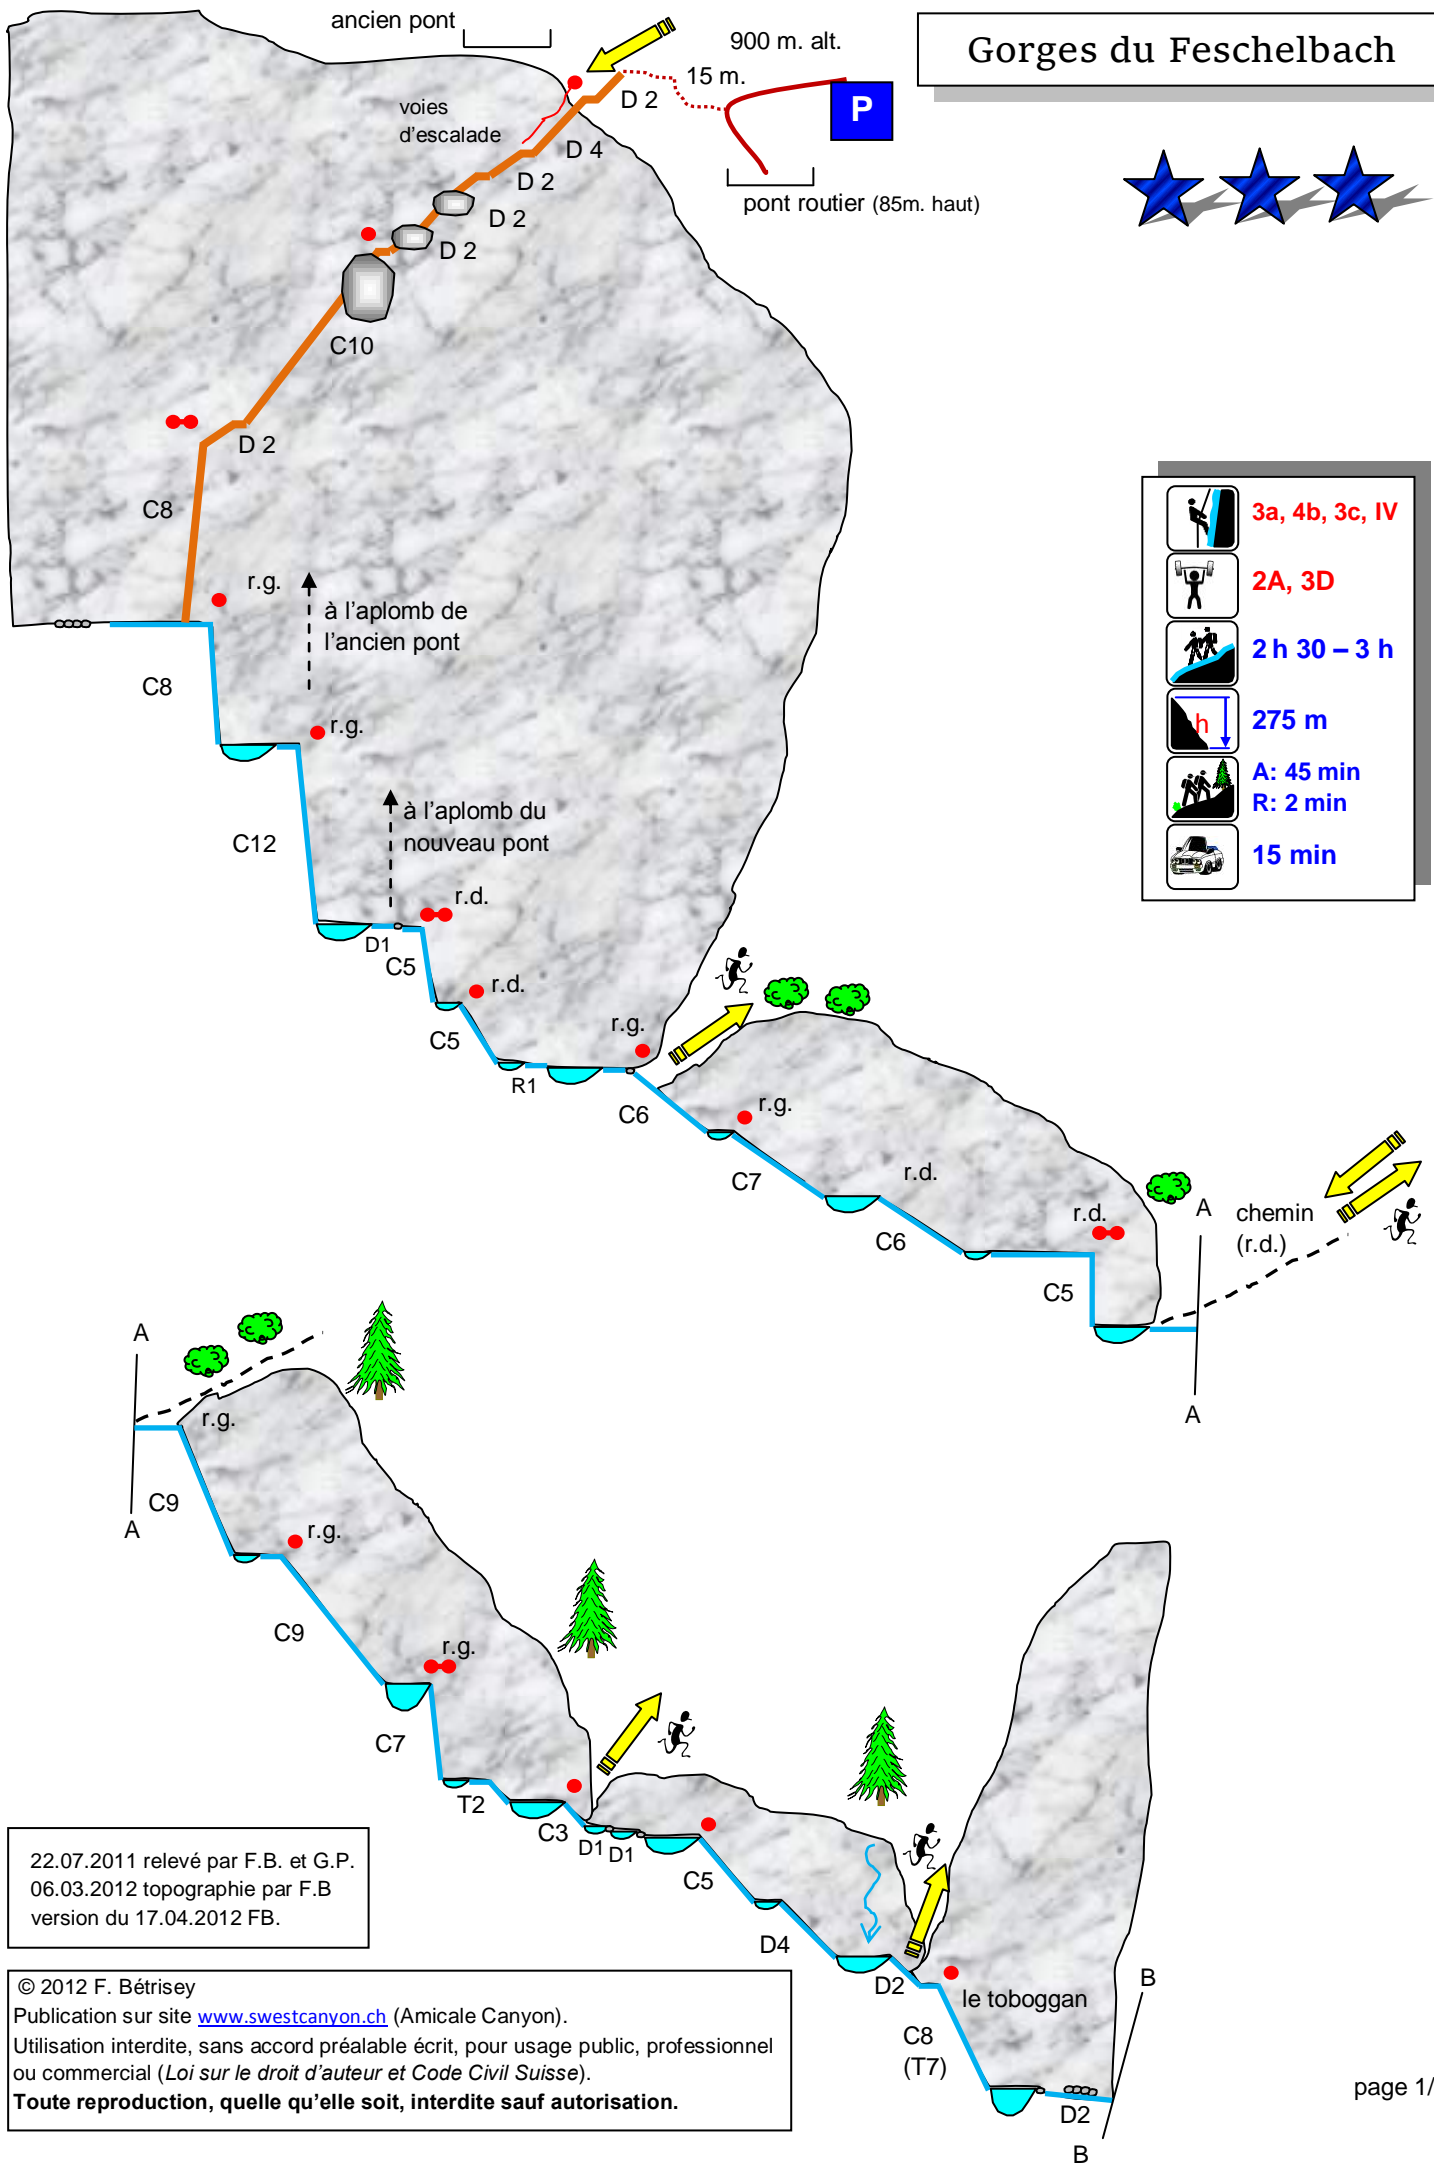 Gorges du Feschelbach
ancien pont
900 m. alt.
15 m.
P
D 2
voies
d'escalade
D 4
D 2
D 2
D 2
pont routier (85m. haut)
C10
D 2
C8
r.g.
à l'aplomb de
l'ancien pont
C8
r.g.
à l'aplomb du
nouveau pont
C12
r.d.
D1
C5
r.d.
C5
R1
r.g.
C6
r.g.
C7
r.d.
C6
r.d.
C5
A
chemin
(r.d.)
A
3a, 4b, 3c, IV
2A, 3D
2 h 30 – 3 h
h
275 m
A: 45 min
R: 2 min
15 min
A
r.g.
C9
A
r.g.
C9
r.g.
C7
T2
C3
D1
D1
C5
D4
D2
le toboggan
C8
(T7)
B
D2
B
22.07.2011 relevé par F.B. et G.P.
06.03.2012 topographie par F.B
version du 17.04.2012 FB.
© 2012 F. Bétrisey
Publication sur site www.swestcanyon.ch (Amicale Canyon).
Utilisation interdite, sans accord préalable écrit, pour usage public, professionnel
ou commercial (Loi sur le droit d'auteur et Code Civil Suisse).
Toute reproduction, quelle qu'elle soit, interdite sauf autorisation.
page 1/